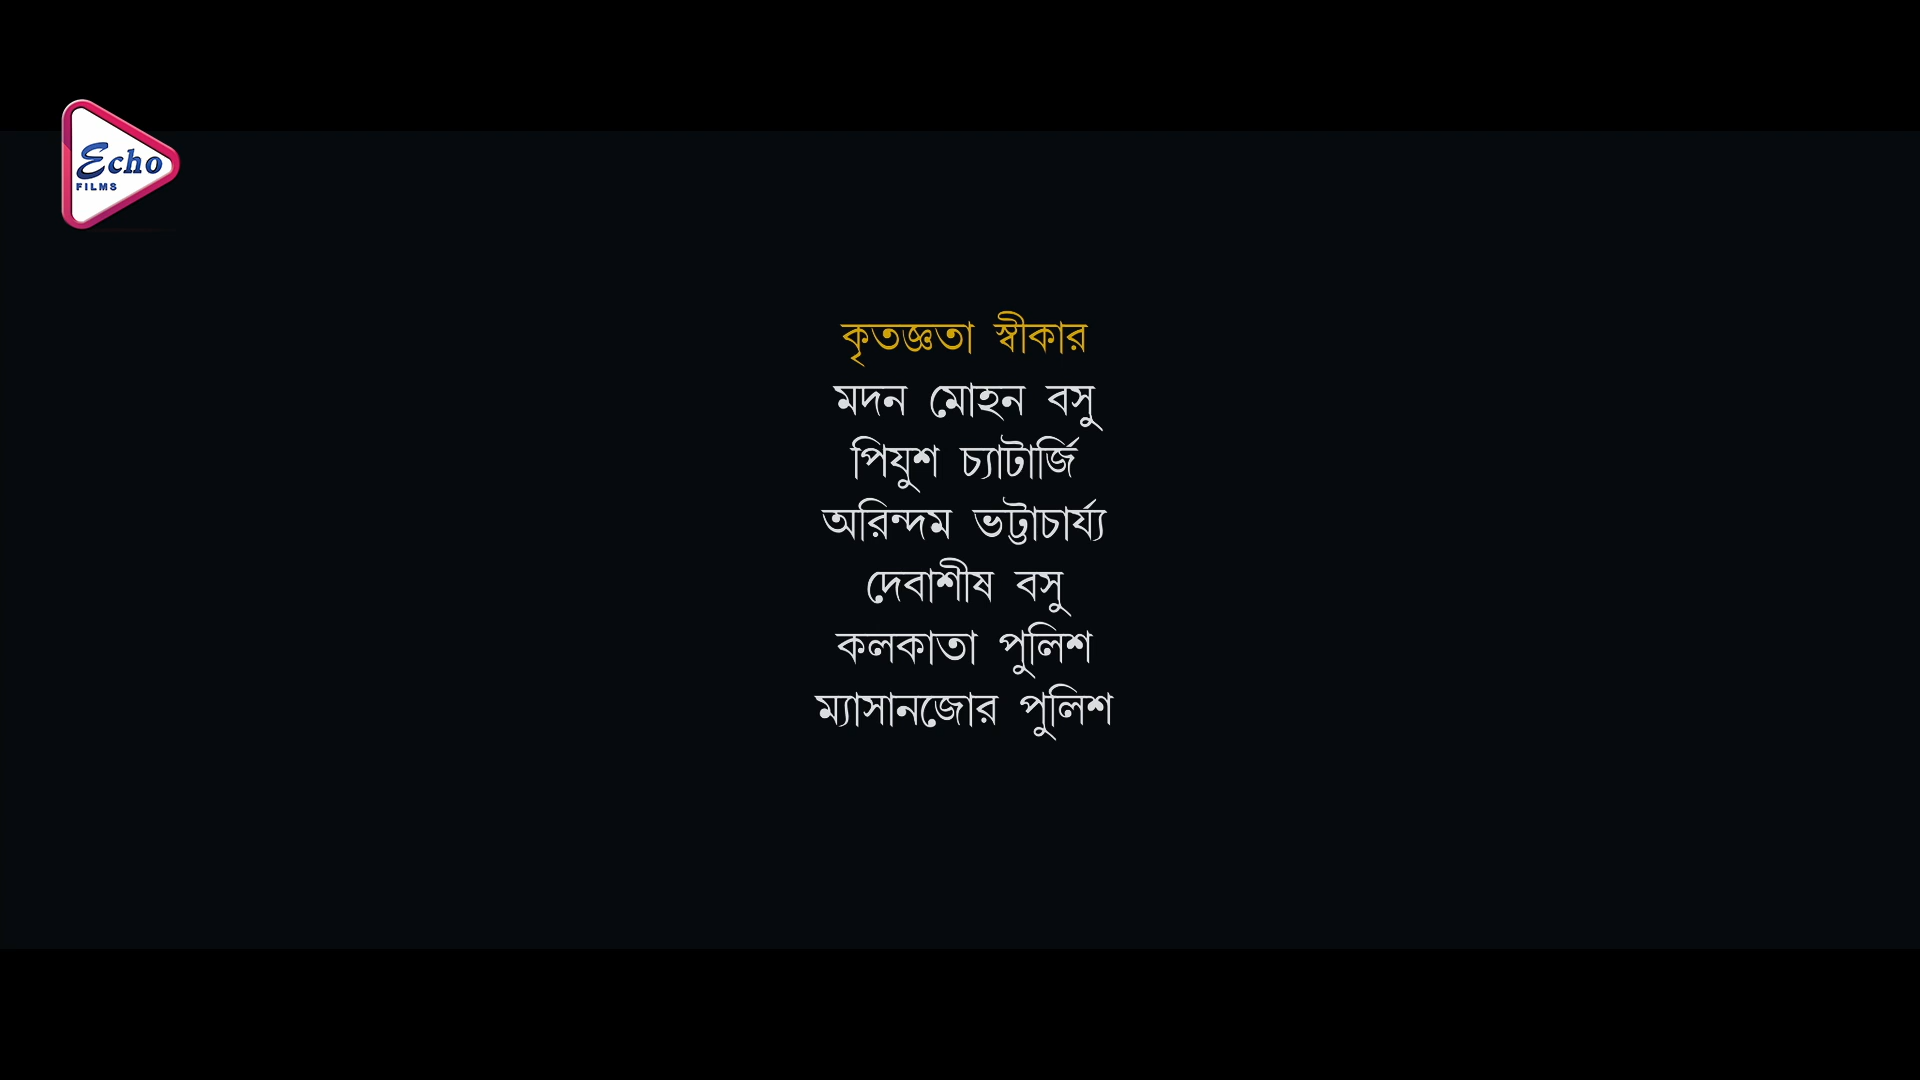 Echo
FILMS
কৃতজ্ঞতা স্বীকার
মদন মোহন বসু
পিযুশ চ্যাটার্জি
অরিন্দম ভট্টাচার্য্য
দেবাশীষ বসু
কলকাতা পুলিশ
ম্যাসানজোর পুলিশ